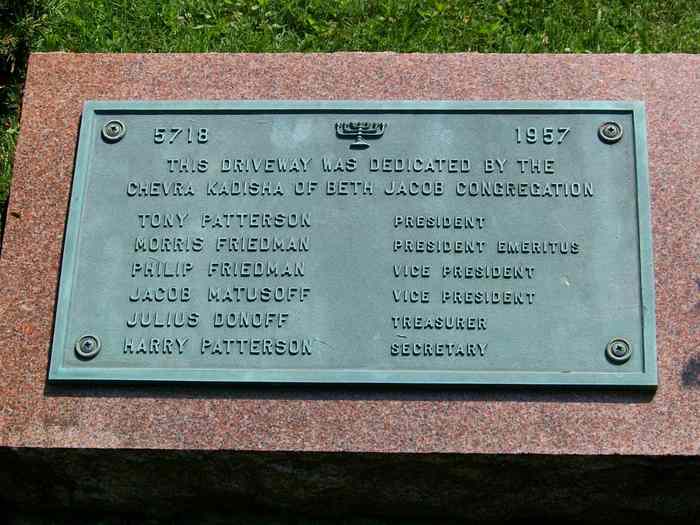 5718 1957
THIS DRIVEWAY WAS DEDICATED BY THE
CHEVRA KADISHA OF BETH JACOB CONGREGATION
TONY PATTERSON PRESIDENT
MORRIS FRIEDMAN PRESIDENT EMERITUS
PHILIP FRIEDMAN VICE PRESIDENT
JACOB MATUSOFF VICE PRESIDENT
JULIUS DONOFF TREASURER
HARRY PATTERSON SECRETARY